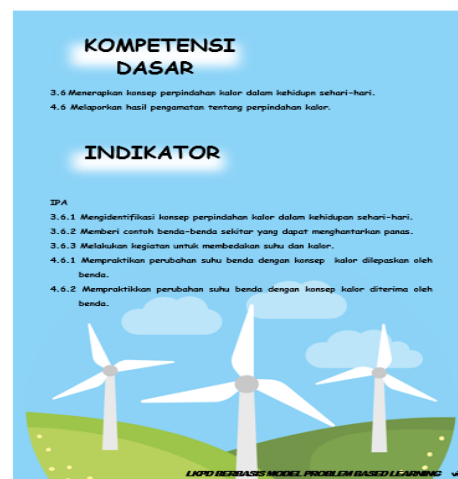 KOMPETENSI
DASAR
3.6 Menerapkan konsep perpindahan kalor dalam kehidupn sehari-hari.
4.6 Melaporkan hasil pengamatan tentang perpindahan kalor.
INDIKATOR
IPA
3.6.1 Mengidentifikasi konsep perpindahan kalor dalam kehidupan sehari-hari.
3.6.2 Memberi contoh benda-benda sekitar yang dapat menghantarkan panas.
3.6.3 Melakukan kegiatan untuk membedakan suhu dan kalor.
4.6.1 Mempraktikan perubahan suhu benda dengan konsep kalor dilepaskan oleh
benda.
4.6.2 Mempraktikkan perubahan suhu benda dengan konsep kalor diterima oleh
benda.
LKPD BERBASIS MODEL PROBLEM BASED LEARNING